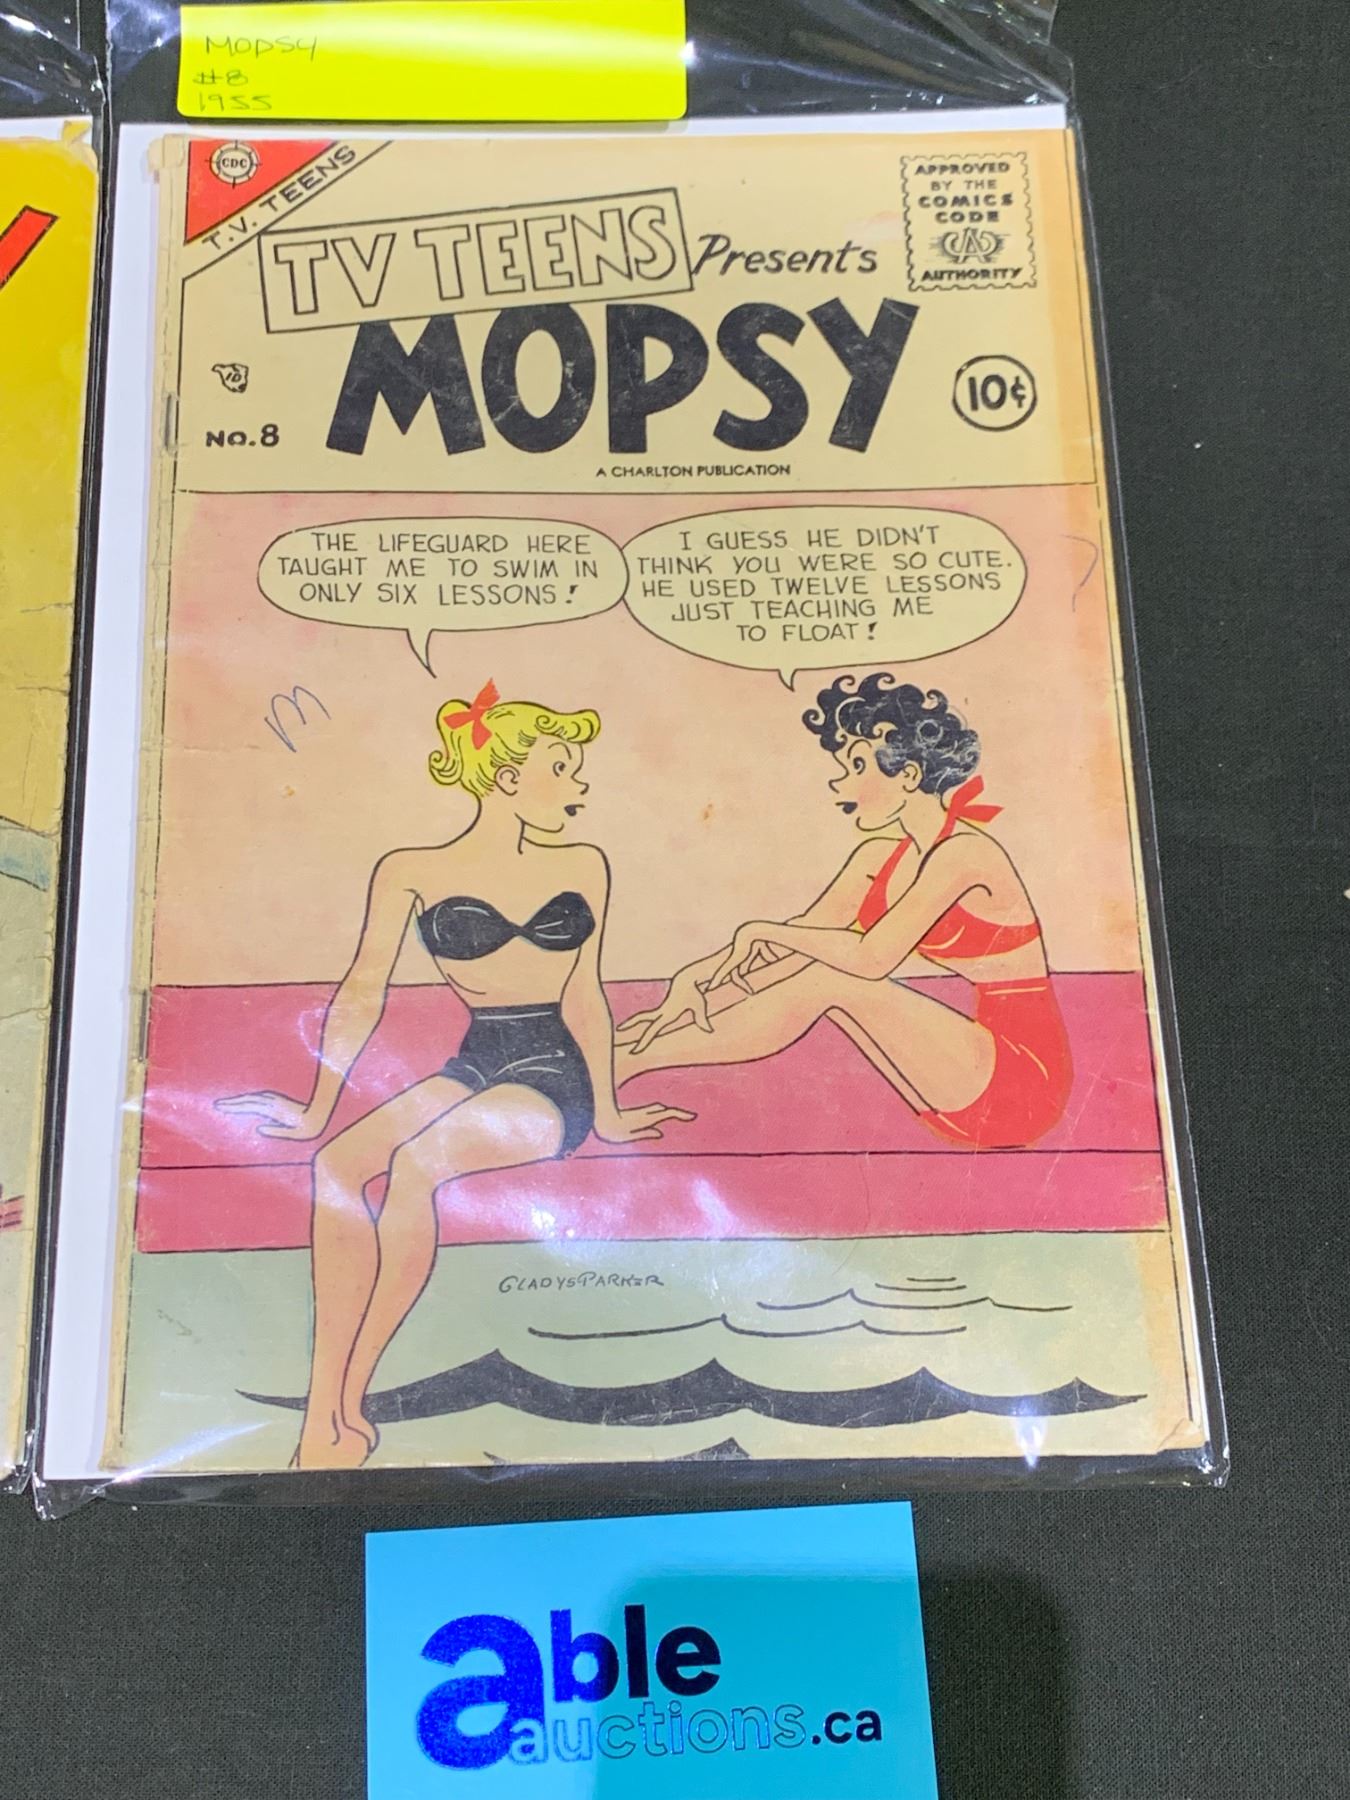 MOPSY
#8
1955
CDC
T.V. TEENS
TV TEENS Presents
MOPSY
APPROVED
BY THE
COMICS
CODE
CA
AUTHORITY
10
NO. 8
10¢
A CHARLTON PUBLICATION
THE LIFEGUARD HERE
TAUGHT ME TO SWIM IN
ONLY SIX LESSONS!
I GUESS HE DIDN'T
THINK YOU WERE SO CUTE.
HE USED TWELVE LESSONS
JUST TEACHING ME
TO FLOAT!
M
GLADYS PARKER
able
auctions.ca